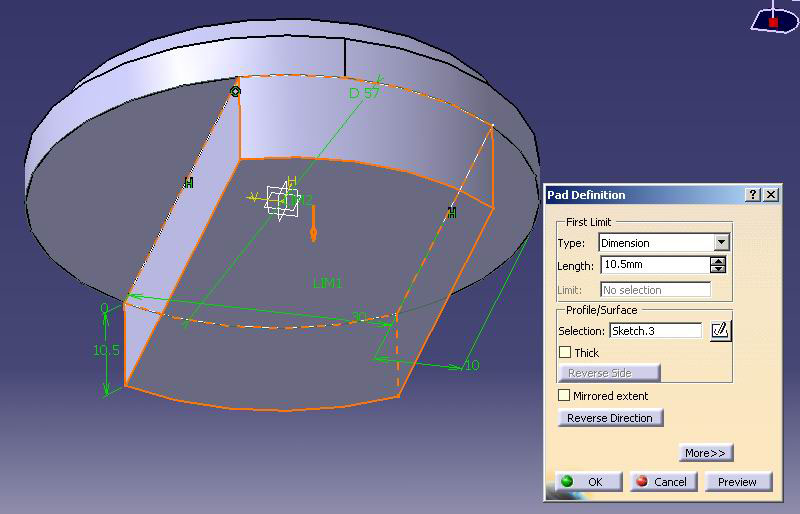 D 57
H
V
H
H
H
LIM1
0
30
10.5
10
Pad Definition
? X
First Limit
Type: Dimension
Length: 10.5mm
Limit: No selection
Profile/Surface
Selection: Sketch.3
Thick
Reverse Side
Mirrored extent
Reverse Direction
More>>
OK Cancel Preview